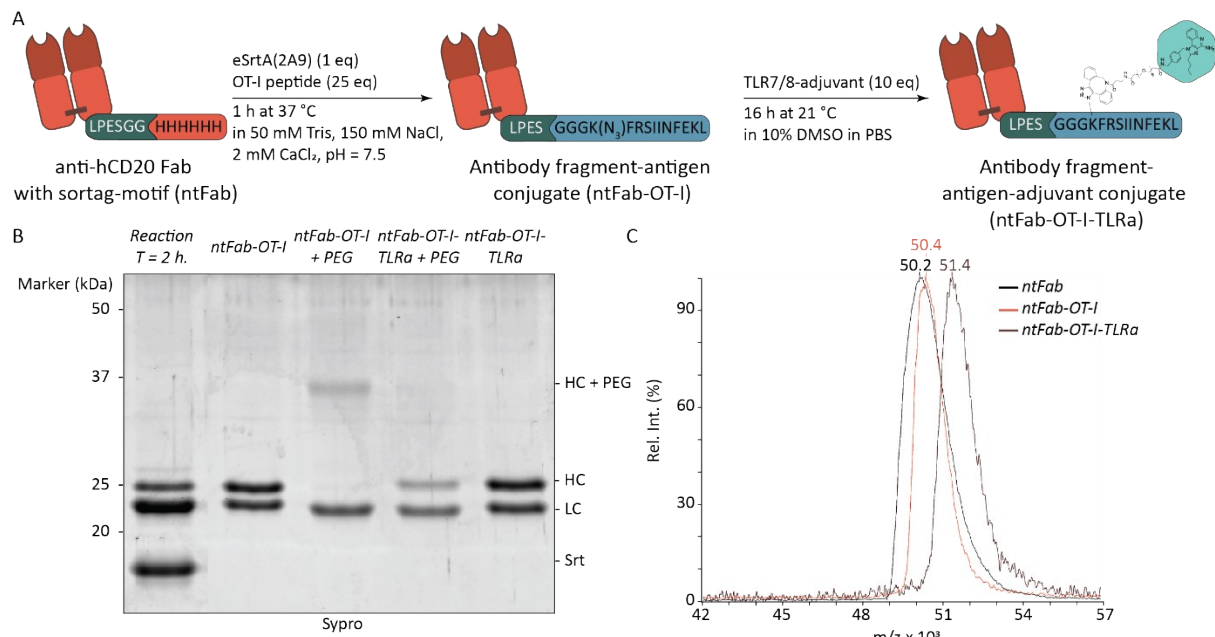 A
eSrtA(2A9) (1 eq)
OT-I peptide (25 eq)
1 h at 37 °C
in 50 mM Tris, 150 mM NaCl,
2 mM CaCl₂, pH = 7.5
TLR7/8-adjuvant (10 eq)
16 h at 21 °C
in 10% DMSO in PBS
LPESGG HHHHHH
LPES GGGK(N₃)FRSIINFEKL
LPES GGGKFRSIINFEKL
anti-hCD20 Fab
with sortag-motif (ntFab)
Antibody fragment-antigen
conjugate (ntFab-OT-I)
Antibody fragment-
antigen-adjuvant conjugate
(ntFab-OT-I-TLRa)
B
Reaction
T = 2 h.
ntFab-OT-I
ntFab-OT-I
+ PEG
ntFab-OT-I-
TLRa + PEG
ntFab-OT-I-
TLRa
Marker (kDa)
50
37
25
20
HC + PEG
HC
LC
Srt
Sypro
C
50.4
50.2
51.4
ntFab
ntFab-OT-I
ntFab-OT-I-TLRa
Rel. Int. (%)
90
60
30
0
42
45
48
51
54
57
m/z x 10³